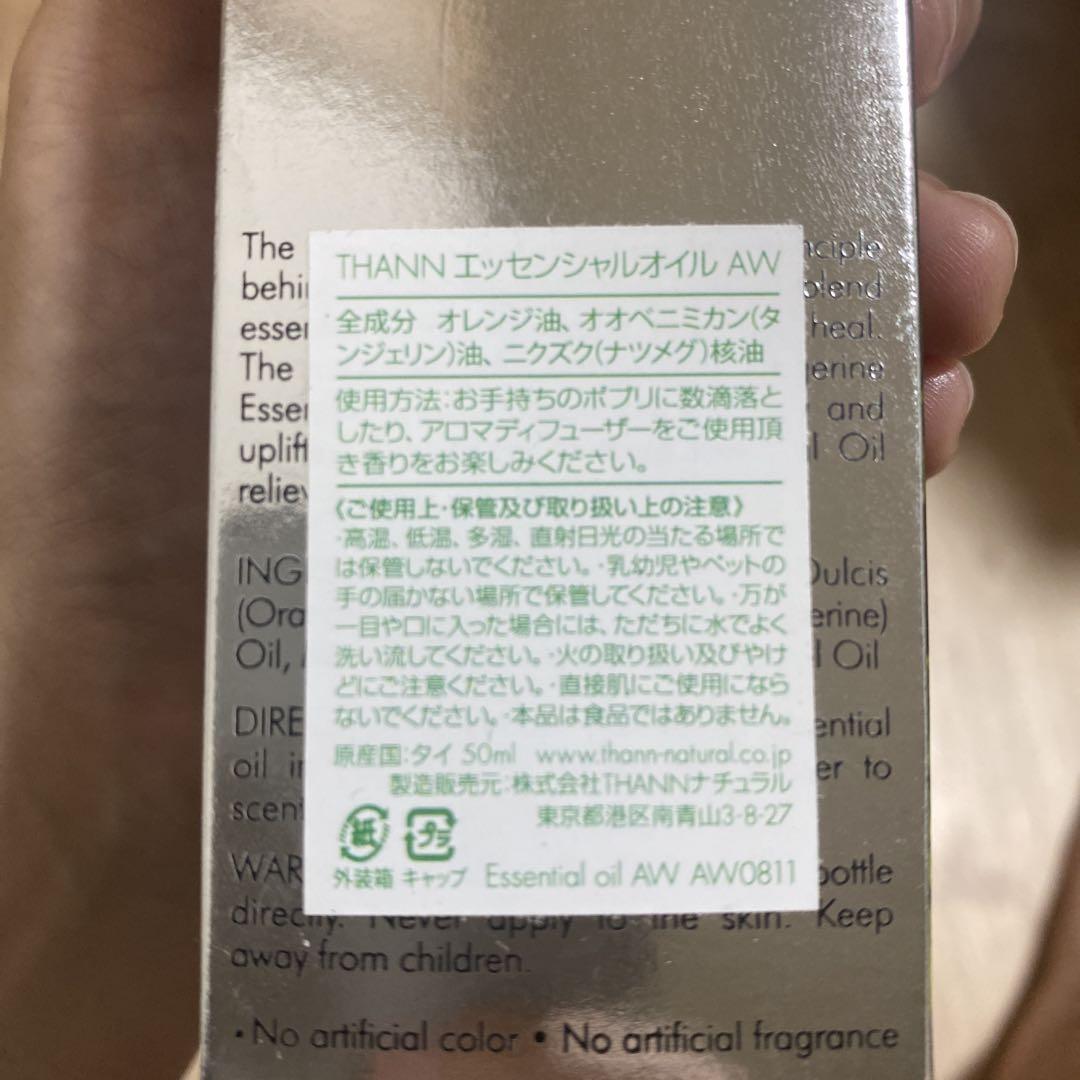 The
nciple
behi
blend
esse
heal.
The
gerine
Esse
and
uplift
l Oil
reliev
THANN エッセンシャルオイル AW
全成分 オレンジ油、オオベニミカン(タ
ンジェリン)油、ニクズク(ナツメグ)核油
使用方法:お手持ちのポプリに数滴落と
したり、アロマディフューザーをご使用頂
き香りをお楽しみください。
《ご使用上・保管及び取り扱い上の注意》
・高温、低温、多湿、直射日光の当たる場所で
は保管しないでください。・乳幼児やペットの
手の届かない場所で保管してください。・万が
一目や口に入った場合には、ただちに水でよく
洗い流してください。・火の取り扱い及びやけ
どにご注意ください。・直接肌にご使用になら
ないでください。・本品は食品ではありません。
原産国:タイ 50ml www.thann-natural.co.jp
製造販売元:株式会社THANNナチュラル
東京都港区南青山3-8-27
紙 プラ
外装箱 キャップ Essential oil AW AW0811
ING
Dulcis
(Ora
erine)
Oil,
l Oil
DIRE
ential
oil in
er to
scen
WAR
bottle
directly. Never apply to the skin. Keep
away from children.
• No artificial color • No artificial fragrance